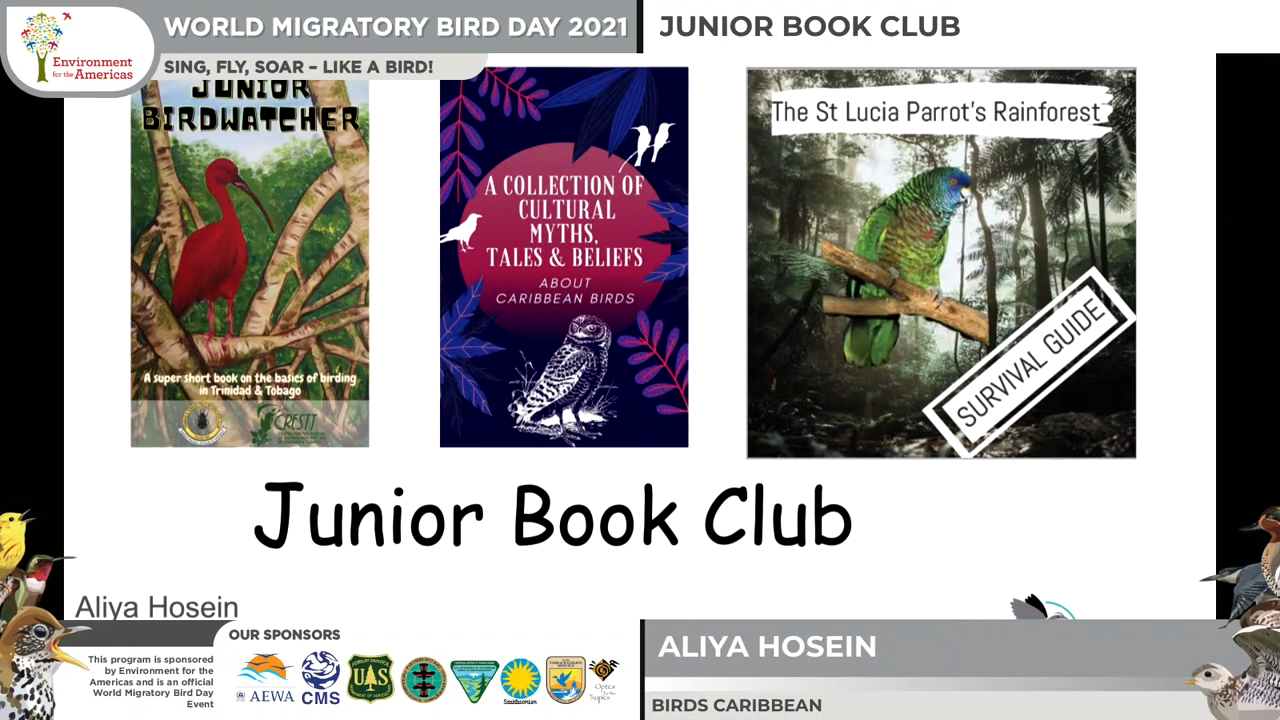 WORLD MIGRATORY BIRD DAY 2021
JUNIOR BOOK CLUB
Environment
for the
Americas
SING, FLY, SOAR – LIKE A BIRD!
JUNIOR
BIRDWATCHER
A super short book on the basics of birding
in Trinidad & Tobago
CRESTT
A COLLECTION OF
CULTURAL
MYTHS,
TALES & BELIEFS
ABOUT
CARIBBEAN BIRDS
The St Lucia Parrot's Rainforest
SURVIVAL GUIDE
Junior Book Club
Aliya Hosein
OUR SPONSORS
This program is sponsored
by Environment for the
Americas and is an official
World Migratory Bird Day
Event
AEWA
CMS
FOREST SERVICE
UAS
Smithsonian
Optics
for the
Tropics
ALIYA HOSEIN
BIRDS CARIBBEAN